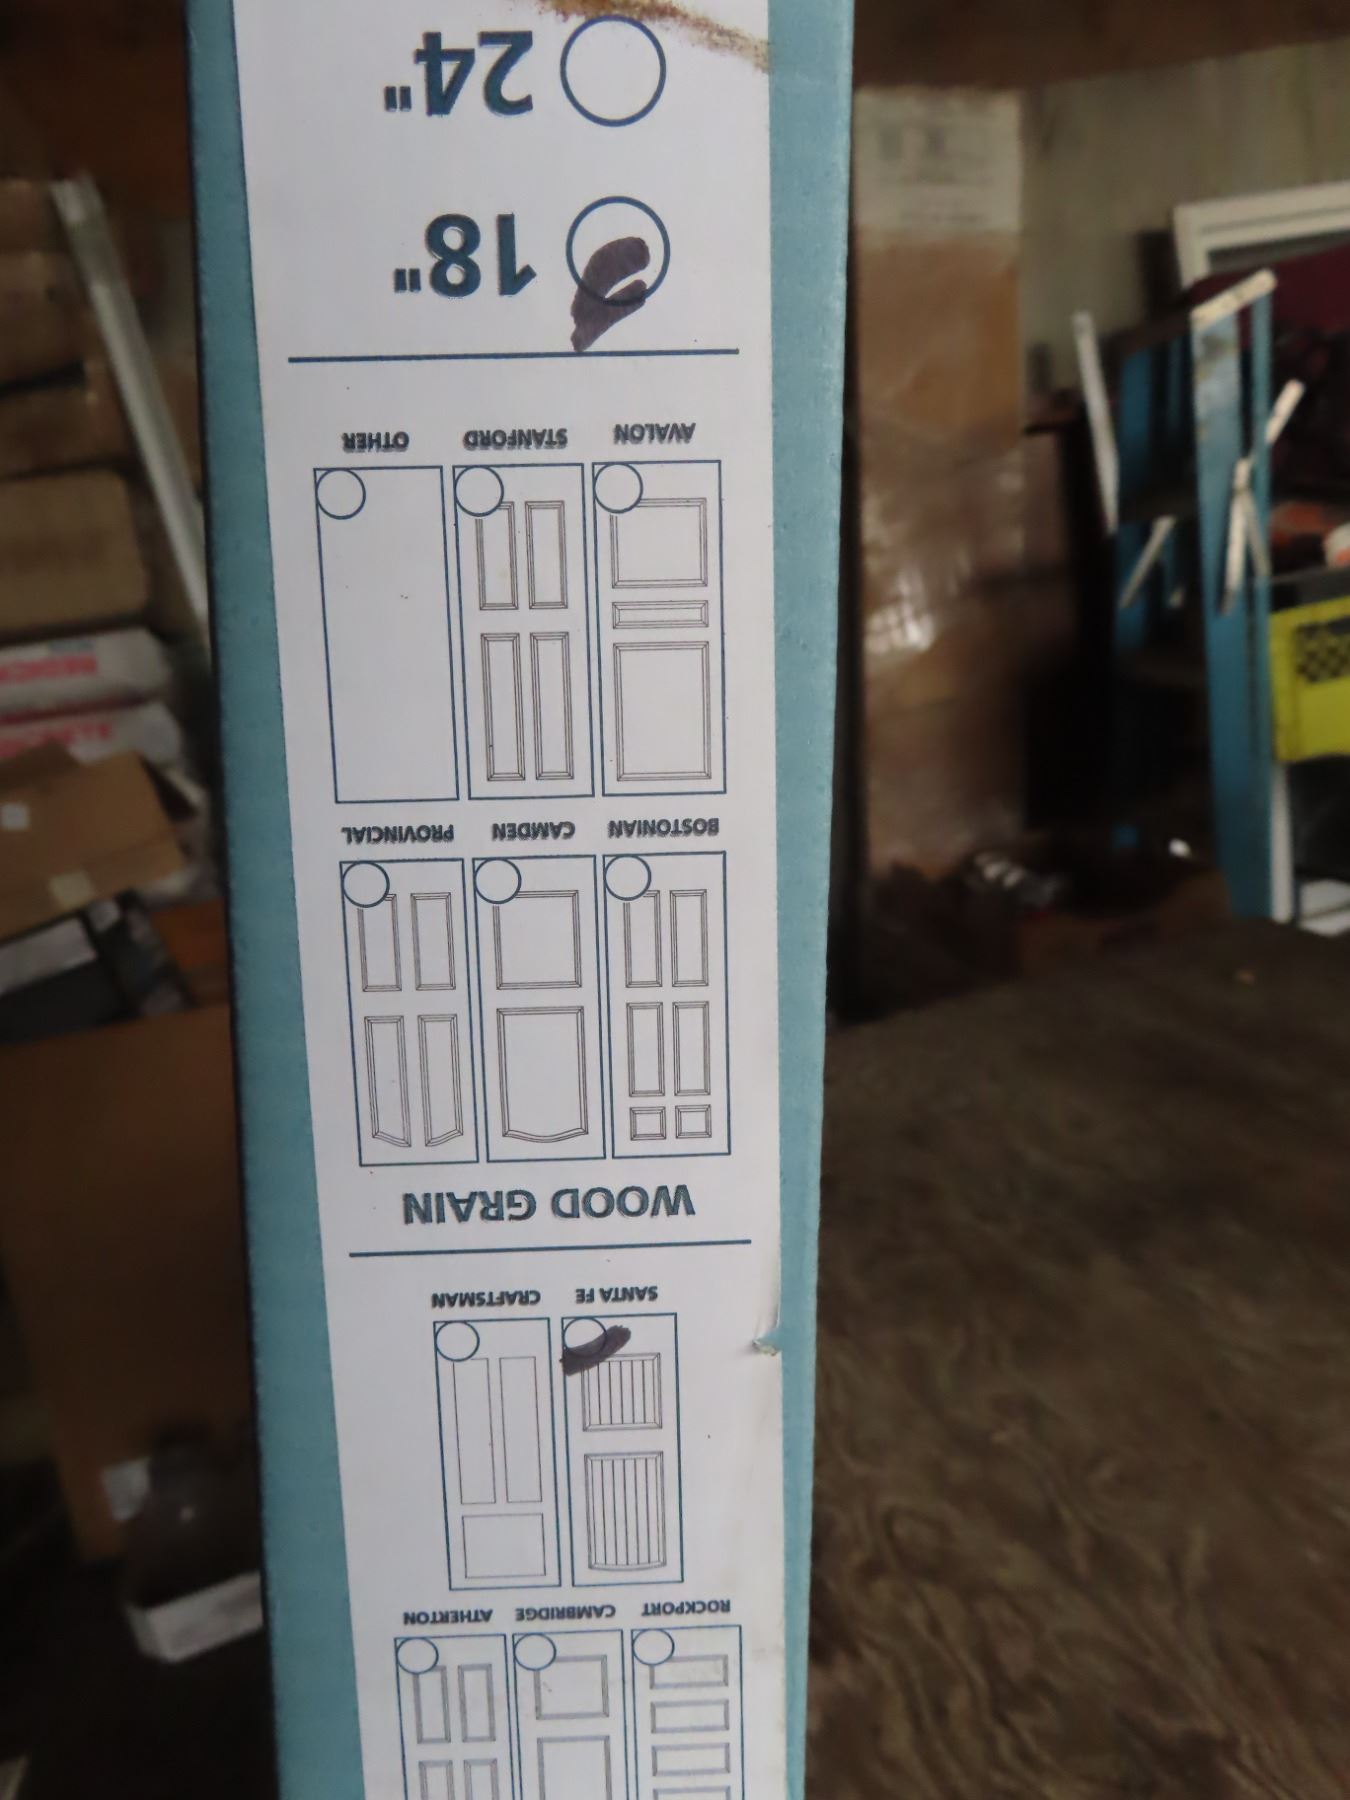 ROCKPORT CAMBRIDGE ATHERTON
SANTA FE CRAFTSMAN
WOOD GRAIN
BOSTONIAN CAMDEN PROVINCIAL
AVALON STANFORD OTHER
18"
24"